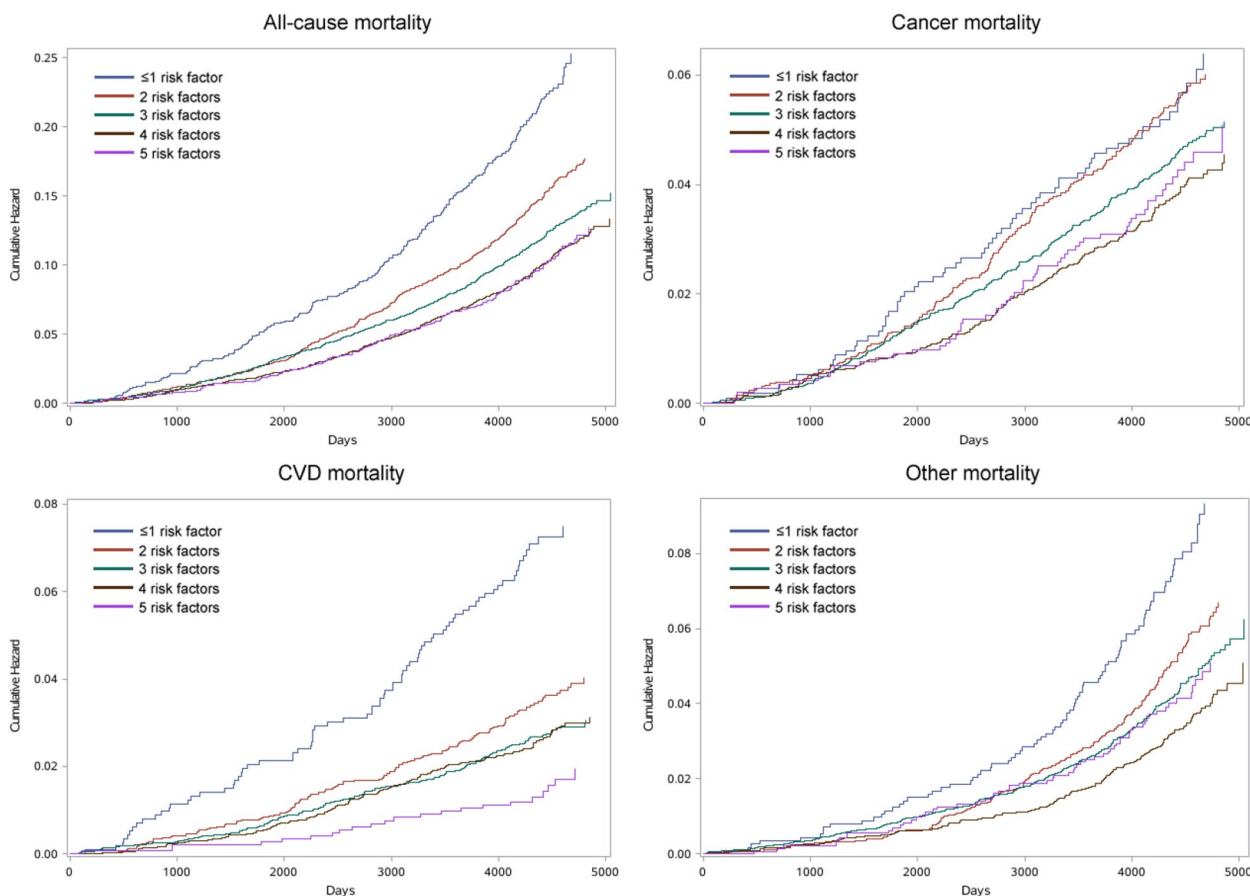 All-cause mortality
0.25
0.20
0.15
0.10
0.05
0.00
Cumulative Hazard
≤1 risk factor
2 risk factors
3 risk factors
4 risk factors
5 risk factors
0 1000 2000 3000 4000 5000
Days
Cancer mortality
0.06
0.04
0.02
0.00
Cumulative Hazard
≤1 risk factor
2 risk factors
3 risk factors
4 risk factors
5 risk factors
0 1000 2000 3000 4000 5000
Days
CVD mortality
0.08
0.06
0.04
0.02
0.00
Cumulative Hazard
≤1 risk factor
2 risk factors
3 risk factors
4 risk factors
5 risk factors
0 1000 2000 3000 4000 5000
Days
Other mortality
0.08
0.06
0.04
0.02
0.00
Cumulative Hazard
≤1 risk factor
2 risk factors
3 risk factors
4 risk factors
5 risk factors
0 1000 2000 3000 4000 5000
Days